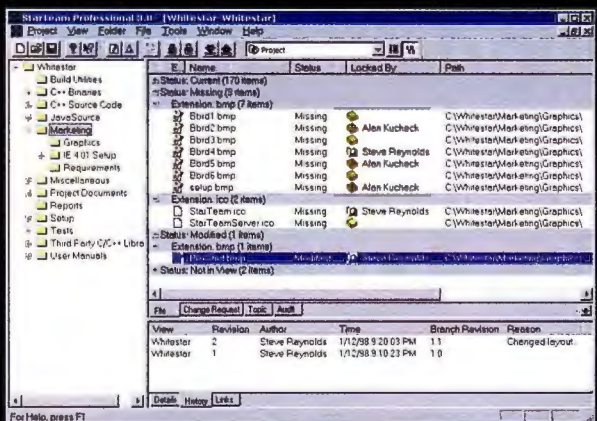 StarTeam Professional 3.0 - [Whitestar: Whitestar]
Project View Folder File Tools Window Help
Project
Whitestar
Build Utilities
C++ Binaries
C++ Source Code
JavaSource
Marketing
Graphics
IE 4.01 Setup
Requirements
Miscellaneous
Project Documents
Reports
Setup
Tests
Third Party C/C++ Libra
User Manuals
E.. Name Status Locked By Path
Status: Current (170 items)
Status: Missing (9 items)
Extension: bmp (7 items)
Bbrd1.bmp Missing C:\Whitestar\Marketing\Graphics\
Bbrd2.bmp Missing Alan Kucheck C:\Whitestar\Marketing\Graphics\
Bbrd3.bmp Missing C:\Whitestar\Marketing\Graphics\
Bbrd4.bmp Missing Steve Reynolds C:\Whitestar\Marketing\Graphics\
Bbrd5.bmp Missing Alan Kucheck C:\Whitestar\Marketing\Graphics\
Bbrd6.bmp Missing C:\Whitestar\Marketing\Graphics\
setup.bmp Missing Alan Kucheck C:\Whitestar\Marketing\Graphics\
Extension: ico (2 items)
StarTeam.ico Missing Steve Reynolds C:\Whitestar\Marketing\Graphics\
StarTeamServer.ico Missing C:\Whitestar\Marketing\Graphics\
Status: Modified (1 items)
Extension: bmp (1 items)
Modified Steve Reynolds C:\Whitestar\Marketing\Graphics\
Status: Not in View (2 items)
File Change Request Topic Audit
View Revision Author Time Branch Revision Reason
Whitestar 2 Steve Reynolds 1/12/98 9:20:03 PM 1.1 Changed layout.
Whitestar 1 Steve Reynolds 1/12/98 9:10:23 PM 1.0
Details History Links
For Help, press F1